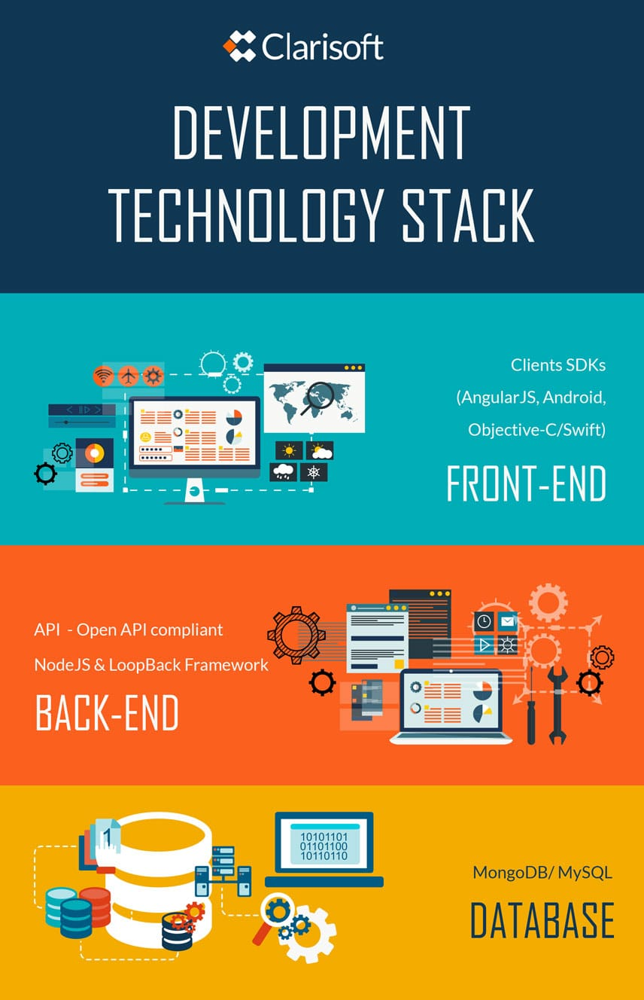 Clarisoft
DEVELOPMENT
TECHNOLOGY STACK
Clients SDKs
(AngularJS, Android,
Objective-C/Swift)
FRONT-END
API - Open API compliant
NodeJS & LoopBack Framework
BACK-END
1
10101101
01101100
10110110
MongoDB/ MySQL
DATABASE